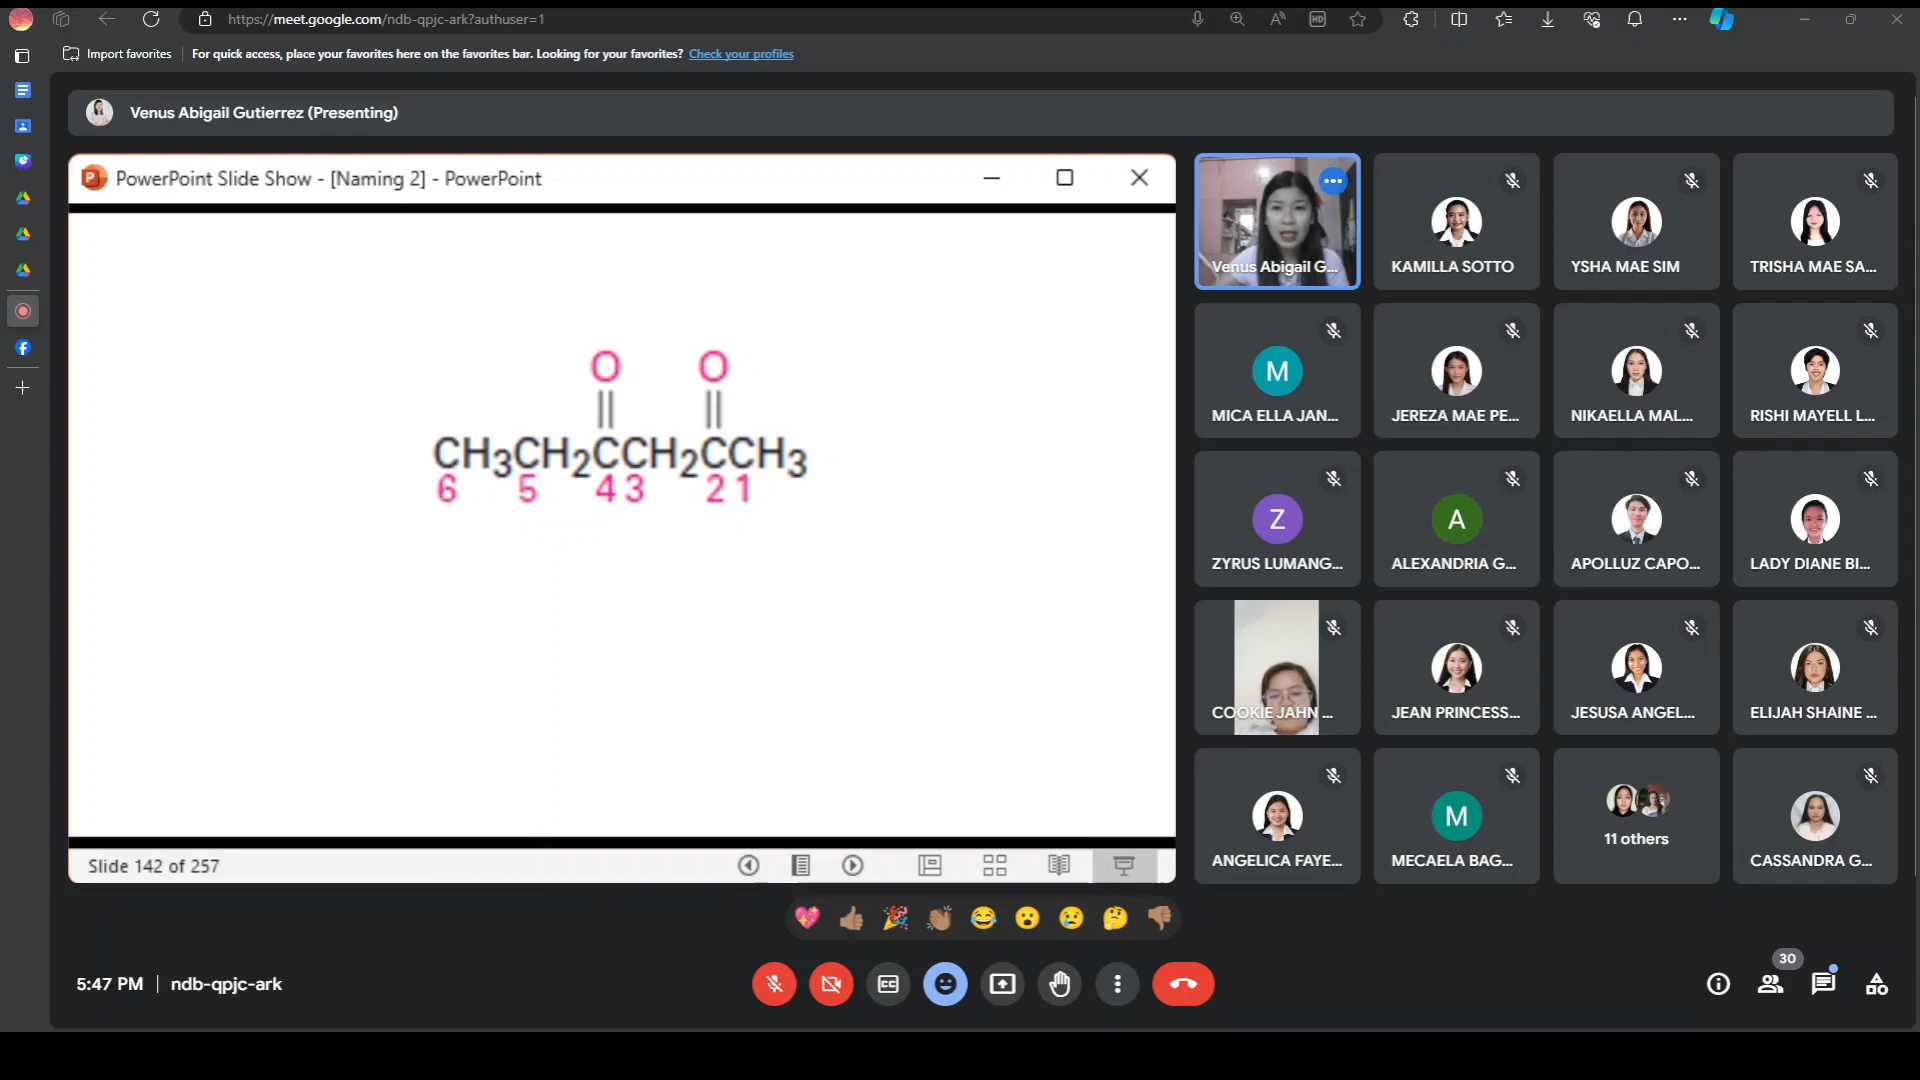 https://meet.google.com/ndb-qpjc-ark?authuser=1
Import favorites
For quick access, place your favorites here on the favorites bar. Looking for your favorites? Check your profiles
Venus Abigail Gutierrez (Presenting)
PowerPoint Slide Show - [Naming 2] - PowerPoint
O O
CH3CH2CCH2CCH3
6 5 4 3 2 1
Slide 142 of 257
Venus Abigail G...
KAMILLA SOTTO
YSHA MAE SIM
TRISHA MAE SA...
M
MICA ELLA JAN...
JEREZA MAE PE...
NIKAELLA MAL...
RISHI MAYELL L...
Z
ZYRUS LUMANG...
A
ALEXANDRIA G...
APOLLUZ CAPO...
LADY DIANE BI...
COOKIE JAHN ...
JEAN PRINCESS...
JESUSA ANGEL...
ELIJAH SHAINE ...
ANGELICA FAYE...
M
MECAELA BAG...
11 others
CASSANDRA G...
5:47 PM | ndb-qpjc-ark
30